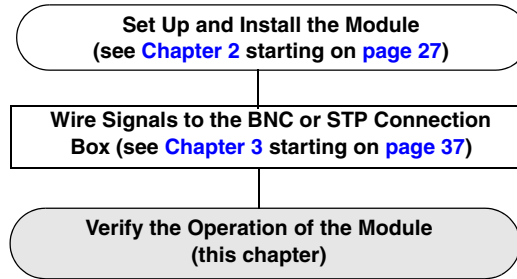 Set Up and Install the Module
(see Chapter 2 starting on page 27)
Wire Signals to the BNC or STP Connection
Box (see Chapter 3 starting on page 37)
Verify the Operation of the Module
(this chapter)